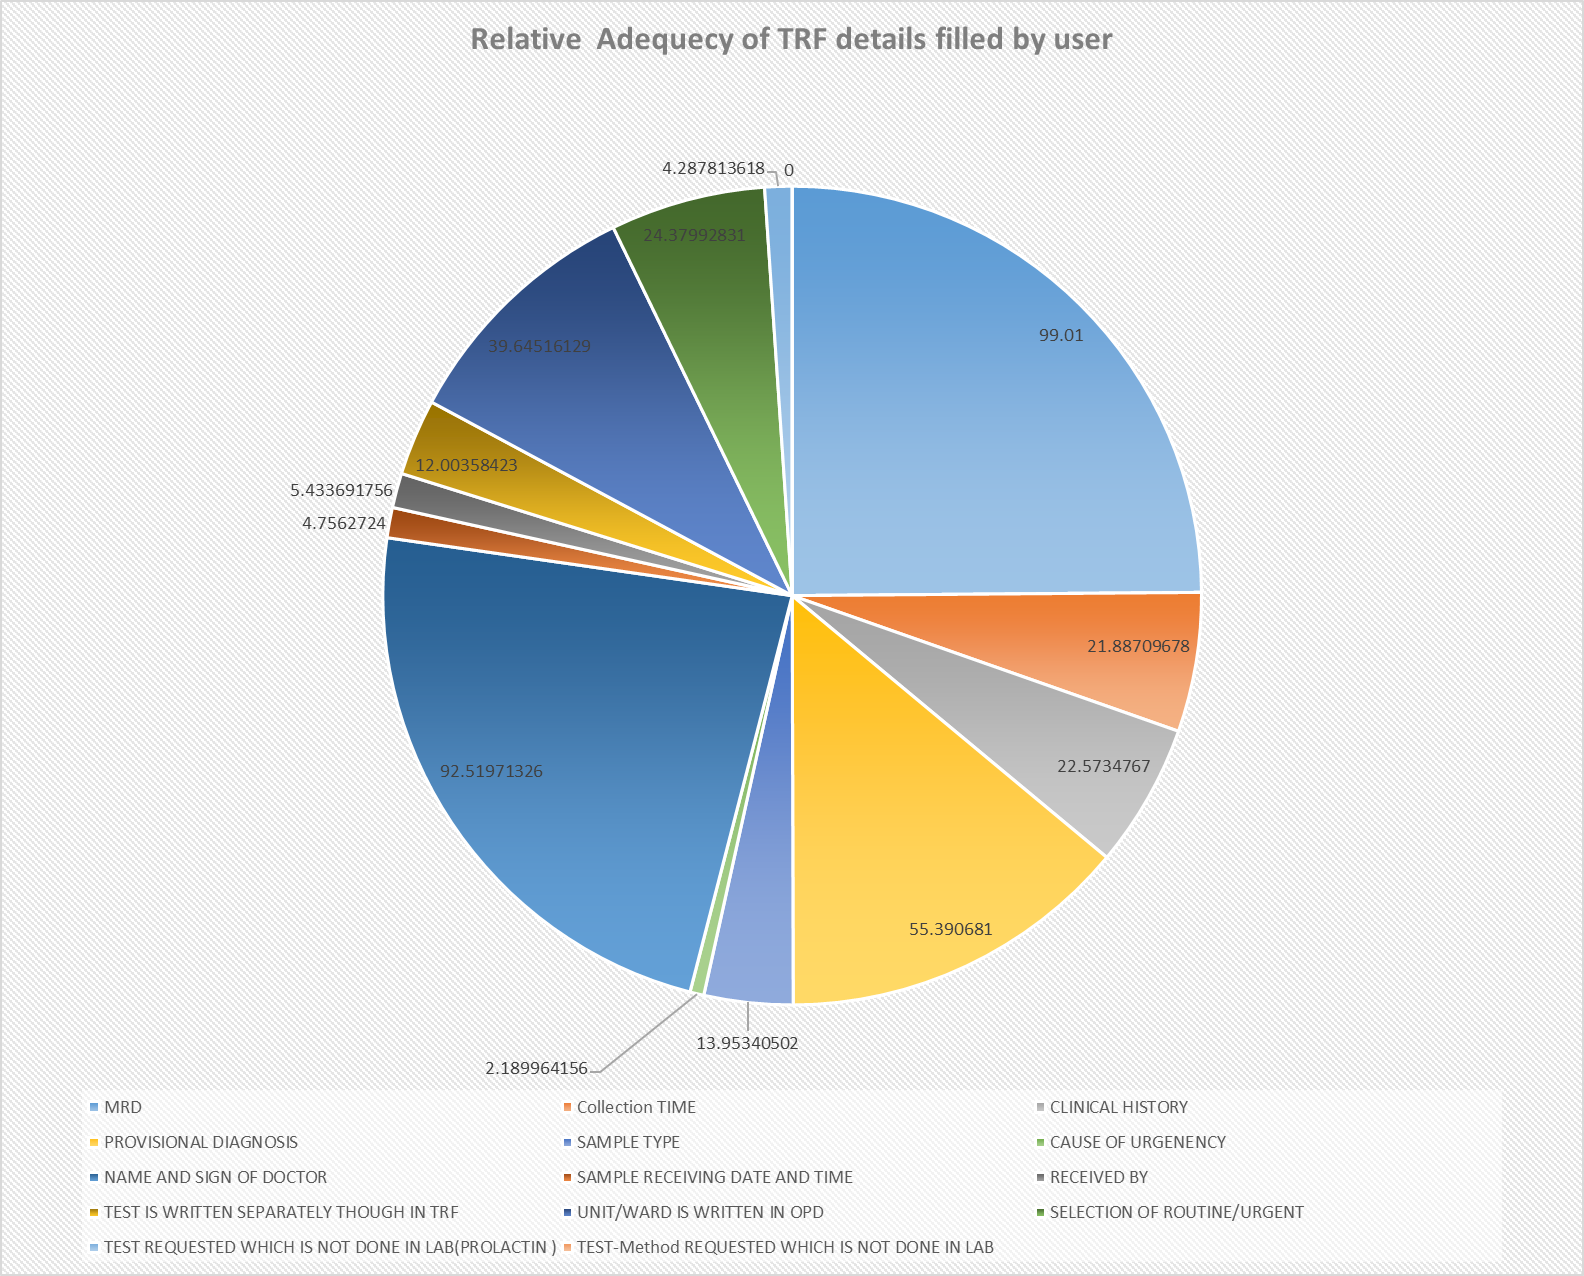 Relative  Adequecy of TRF details filled by user
4.287813618
0
24.37992831
99.01
39.64516129
12.00358423
5.433691756
4.7562724
21.88709678
22.5734767
92.51971326
55.390681
13.95340502
2.189964156
MRD
Collection TIME
CLINICAL HISTORY
PROVISIONAL DIAGNOSIS
SAMPLE TYPE
CAUSE OF URGENENCY
NAME AND SIGN OF DOCTOR
SAMPLE RECEIVING DATE AND TIME
RECEIVED BY
TEST IS WRITTEN SEPARATELY THOUGH IN TRF
UNIT/WARD IS WRITTEN IN OPD
SELECTION OF ROUTINE/URGENT
TEST REQUESTED WHICH IS NOT DONE IN LAB(PROLACTIN )
TEST-Method REQUESTED WHICH IS NOT DONE IN LAB